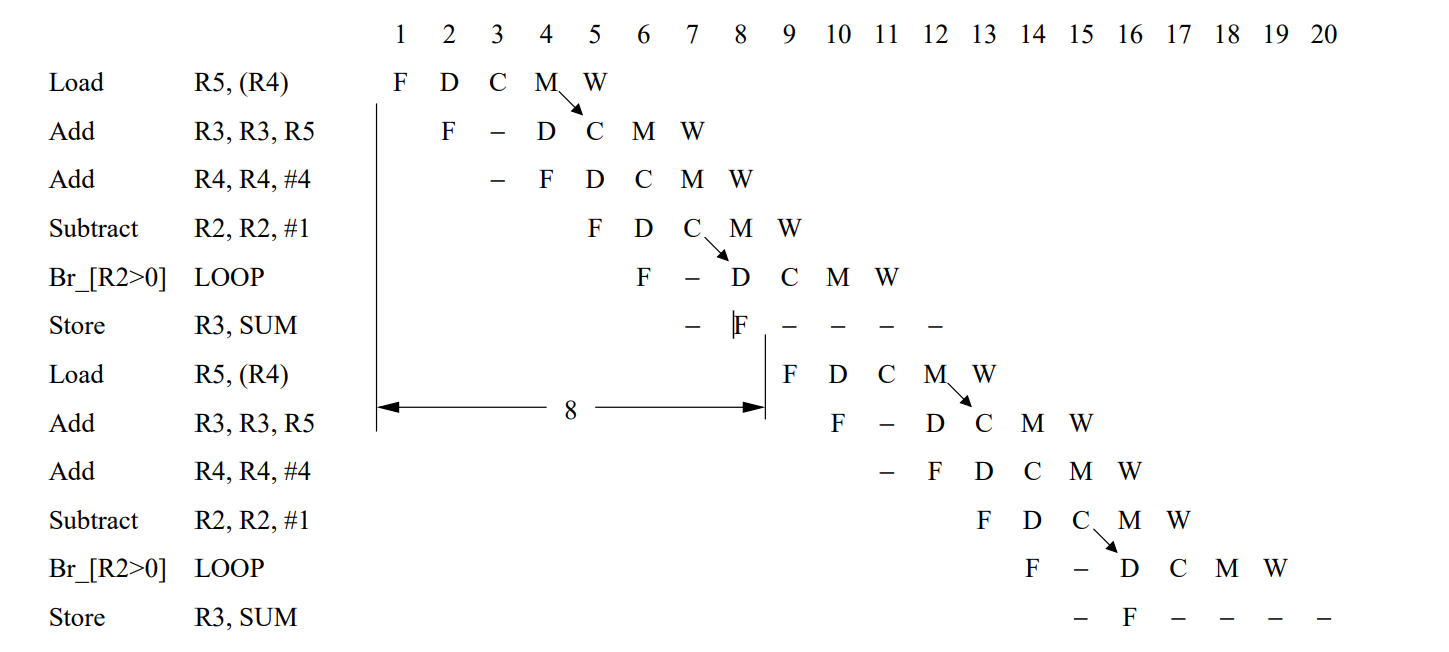 1 2 3 4 5 6 7 8 9 10 11 12 13 14 15 16 17 18 19 20
Load R5, (R4) F D C M W
Add R3, R3, R5 F – D C M W
Add R4, R4, #4 – F D C M W
Subtract R2, R2, #1 F D C M W
Br_[R2>0] LOOP F – D C M W
Store R3, SUM – F – – – –
Load R5, (R4) F D C M W
8
Add R3, R3, R5 F – D C M W
Add R4, R4, #4 – F D C M W
Subtract R2, R2, #1 F D C M W
Br_[R2>0] LOOP F – D C M W
Store R3, SUM – F – – – –